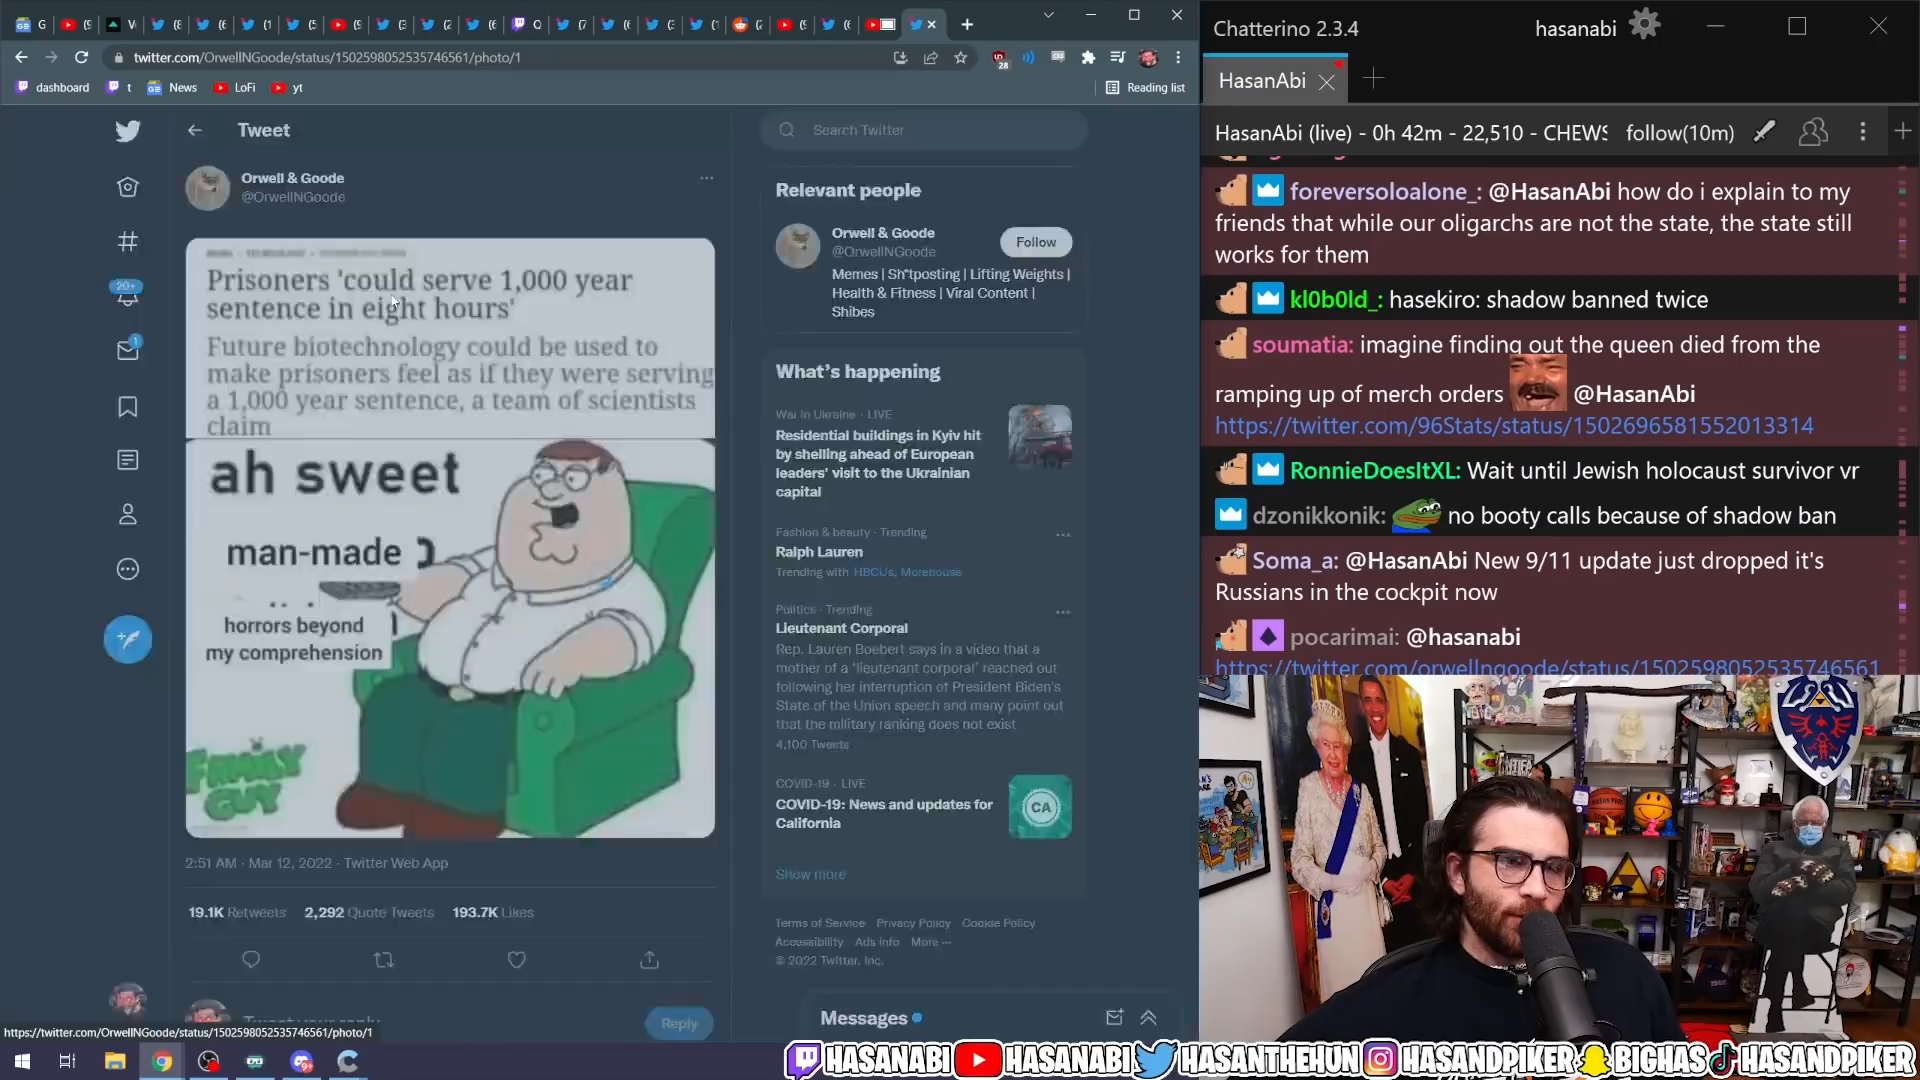 twitter.com/OrwellNGoode/status/1502598052535746561/photo/1
28
dashboard
t
News
LoFi
yt
Reading list
Tweet
Orwell & Goode
@OrwellNGoode
Prisoners 'could serve 1,000 year
sentence in eight hours'
Future biotechnology could be used to
make prisoners feel as if they were serving
a 1,000 year sentence, a team of scientists
claim
ah sweet
man-made
horrors beyond
my comprehension
FAMILY
GUY
2:51 AM · Mar 12, 2022 · Twitter Web App
19.1K Retweets 2,292 Quote Tweets 193.7K Likes
Tweet your reply
Reply
20+
1
Search Twitter
Relevant people
Orwell & Goode
@OrwellNGoode
Follow
Memes | Sh*tposting | Lifting Weights |
Health & Fitness | Viral Content |
Shibes
What's happening
War in Ukraine · LIVE
Residential buildings in Kyiv hit
by shelling ahead of European
leaders' visit to the Ukrainian
capital
Fashion & beauty · Trending
Ralph Lauren
Trending with HBCUs, Morehouse
Politics · Trending
Lieutenant Corporal
Rep. Lauren Boebert says in a video that a
mother of a "lieutenant corporal" reached out
following her interruption of President Biden's
State of the Union speech and many point out
that the military ranking does not exist
4,100 Tweets
COVID-19 · LIVE
COVID-19: News and updates for
California
CA
Show more
Terms of Service Privacy Policy Cookie Policy
Accessibility Ads info More ···
© 2022 Twitter, Inc.
Messages
https://twitter.com/OrwellNGoode/status/1502598052535746561/photo/1
Chatterino 2.3.4
hasanabi
HasanAbi
HasanAbi (live) - 0h 42m - 22,510 - CHEWS
follow(10m)
foreversoloalone_: @HasanAbi how do i explain to my
friends that while our oligarchs are not the state, the state still
works for them
kl0b0ld_: hasekiro: shadow banned twice
soumatia: imagine finding out the queen died from the
ramping up of merch orders @HasanAbi
https://twitter.com/96Stats/status/1502696581552013314
RonnieDoesItXL: Wait until Jewish holocaust survivor vr
dzonikkonik: no booty calls because of shadow ban
Soma_a: @HasanAbi New 9/11 update just dropped it's
Russians in the cockpit now
pocarimai: @hasanabi
https://twitter.com/orwellngoode/status/1502598052535746561
HASANABI HASANABI HASANTHEHUN HASANDPIKER BIGHAS HASANDPIKER